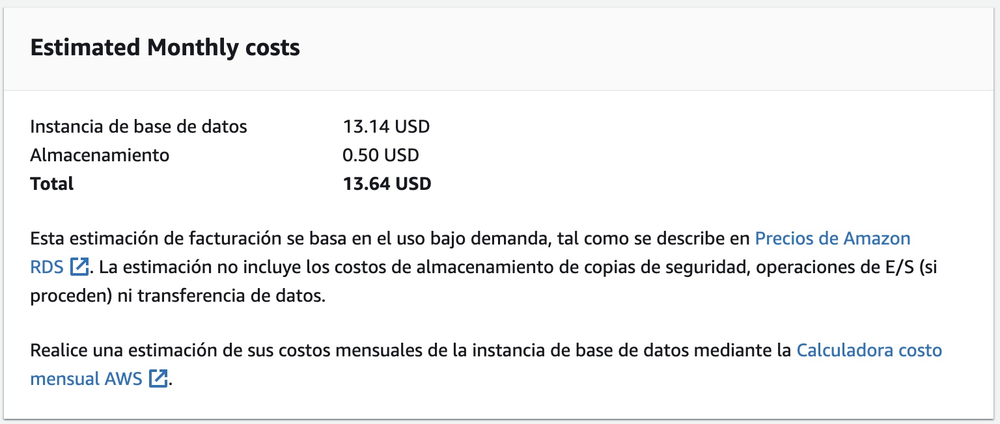 Estimated Monthly costs
Instancia de base de datos 13.14 USD
Almacenamiento 0.50 USD
Total 13.64 USD
Esta estimación de facturación se basa en el uso bajo demanda, tal como se describe en Precios de Amazon
RDS. La estimación no incluye los costos de almacenamiento de copias de seguridad, operaciones de E/S (si
proceden) ni transferencia de datos.
Realice una estimación de sus costos mensuales de la instancia de base de datos mediante la Calculadora costo
mensual AWS.